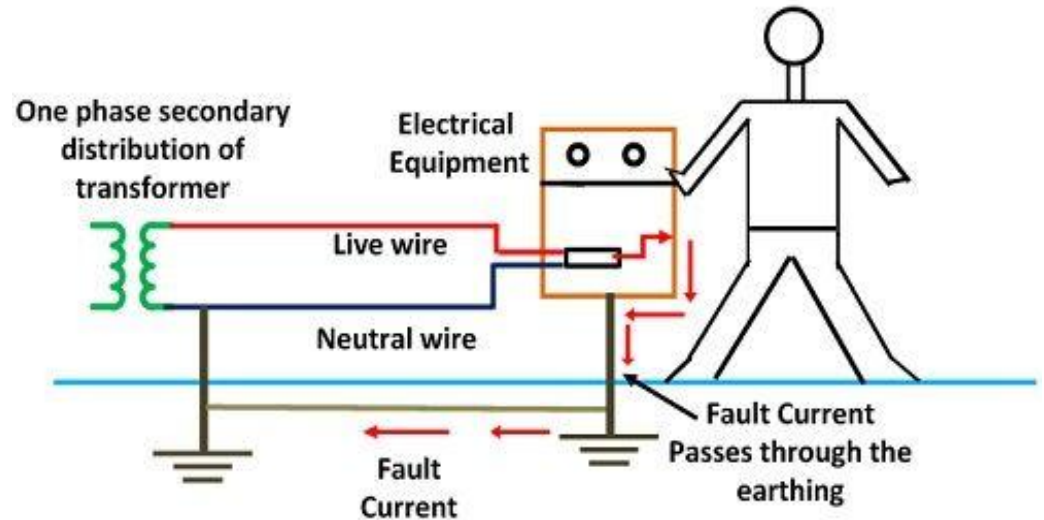 One phase secondary
distribution of
transformer
Electrical
Equipment
Live wire
Neutral wire
Fault Current
Passes through the
earthing
Fault
Current